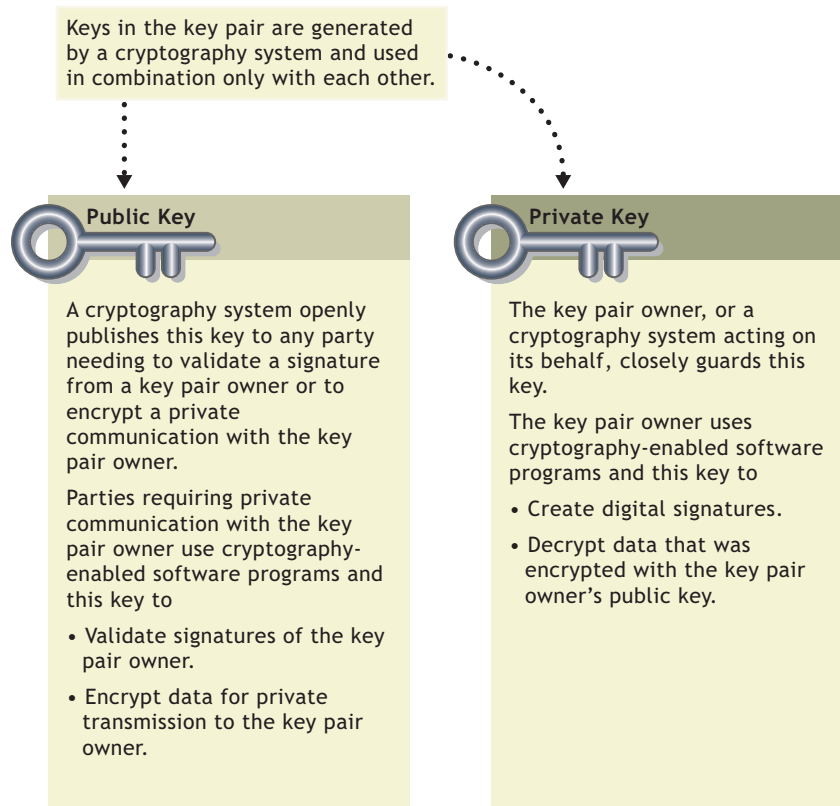 Keys in the key pair are generated
by a cryptography system and used
in combination only with each other.
Public Key
A cryptography system openly
publishes this key to any party
needing to validate a signature
from a key pair owner or to
encrypt a private
communication with the key
pair owner.
Parties requiring private
communication with the key
pair owner use cryptography-
enabled software programs and
this key to
• Validate signatures of the key
pair owner.
• Encrypt data for private
transmission to the key pair
owner.
Private Key
The key pair owner, or a
cryptography system acting on
its behalf, closely guards this
key.
The key pair owner uses
cryptography-enabled software
programs and this key to
• Create digital signatures.
• Decrypt data that was
encrypted with the key pair
owner’s public key.